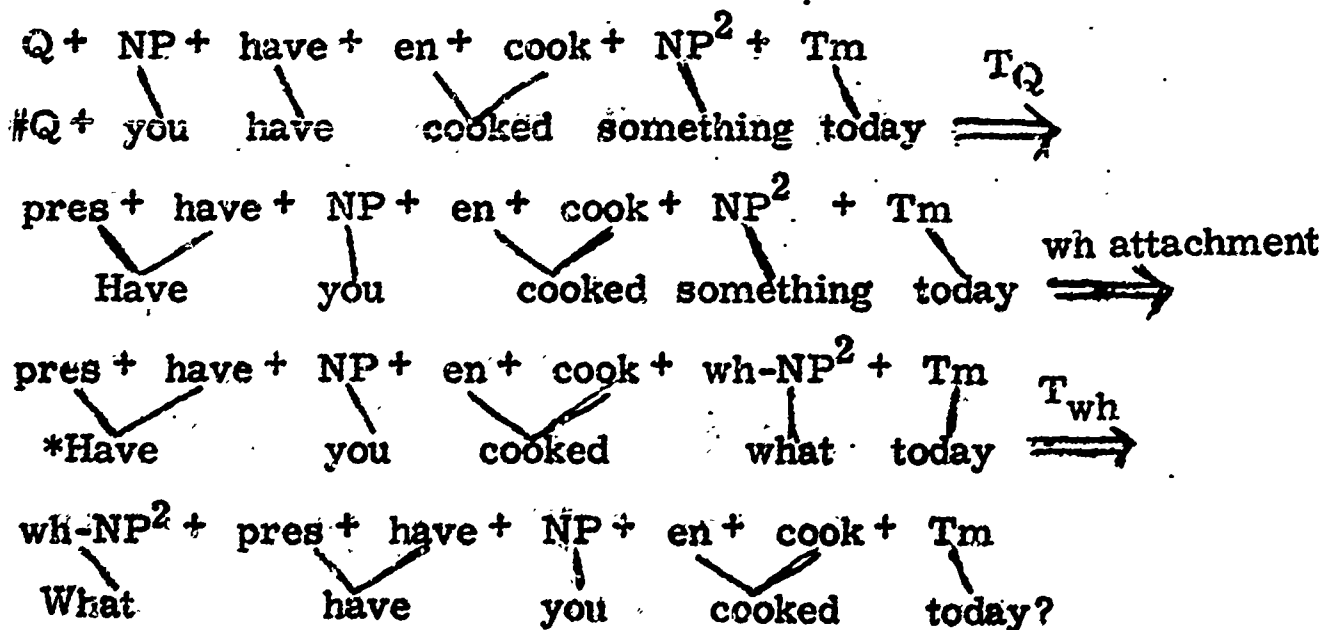 Q + NP + have + en + cook + NP² + Tm
T_Q
#Q + you have cooked something today
pres + have + NP + en + cook + NP² + Tm
wh attachment
Have you cooked something today
pres + have + NP + en + cook + wh-NP² + Tm
T_wh
*Have you cooked what today
wh-NP² + pres + have + NP + en + cook + Tm
What have you cooked today?